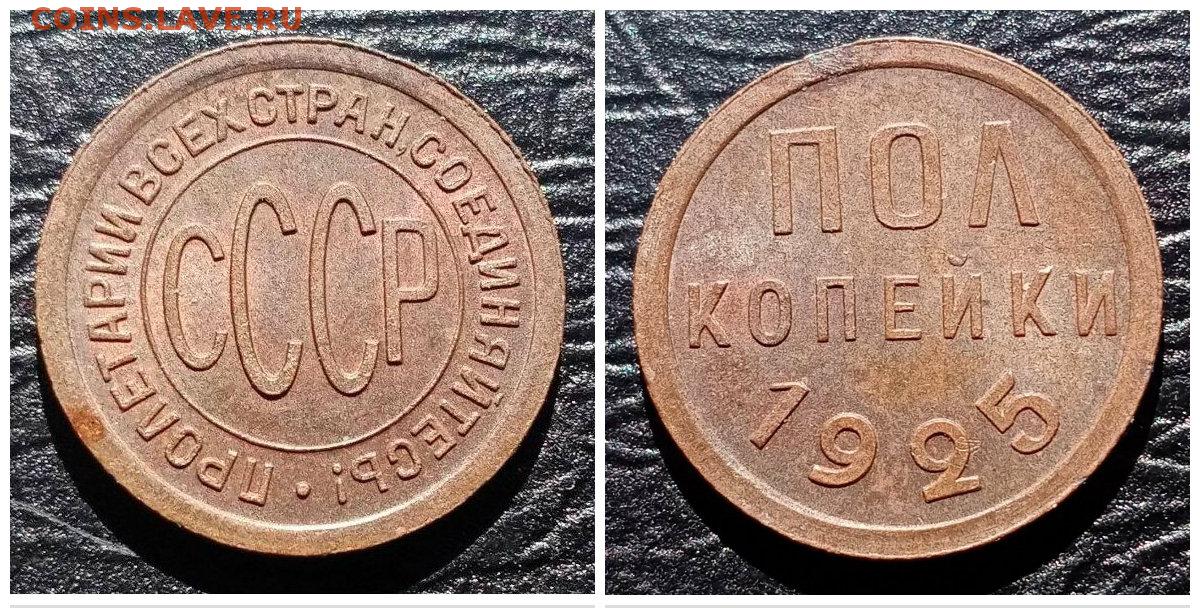 COINS.LAVE.RU
ПРОЛЕТАРИИ ВСЕХ СТРАН, СОЕДИНЯЙТЕСЬ! •
СССР
ПОЛ
КОПЕЙКИ
1925